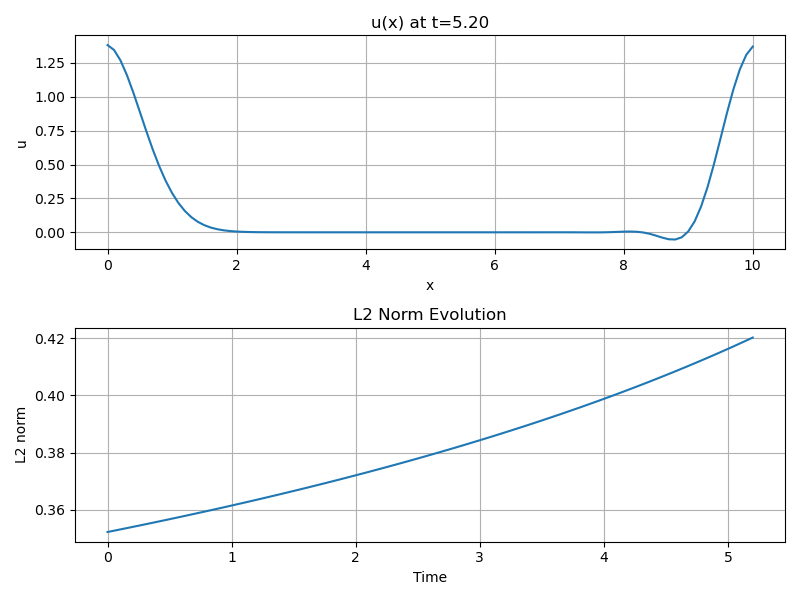 u(x) at t=5.20
1.25
1.00
0.75
0.50
0.25
0.00
u
0 2 4 6 8 10
x
L2 Norm Evolution
0.42
0.40
0.38
0.36
L2 norm
0 1 2 3 4 5
Time